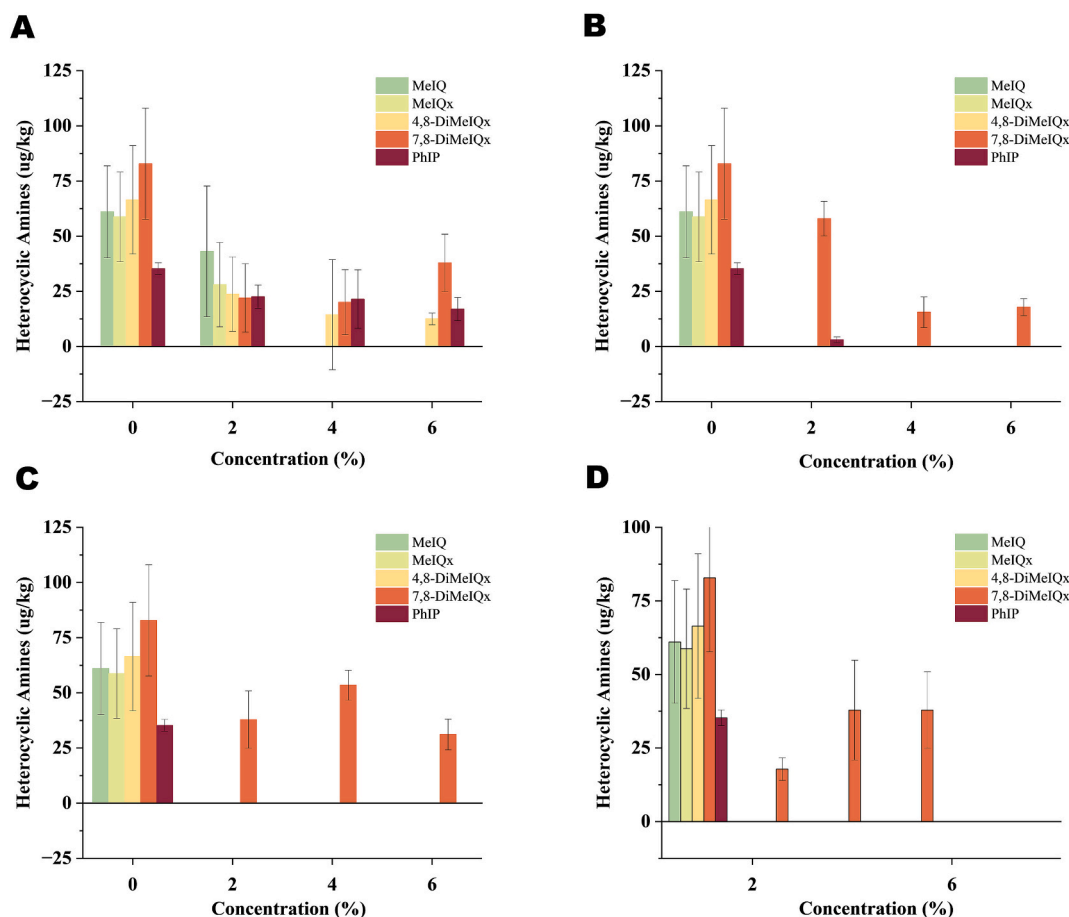 A
Heterocyclic Amines (ug/kg)
125
100
75
50
25
0
−25
MeIQ
MeIQx
4,8-DiMeIQx
7,8-DiMeIQx
PhIP
0 2 4 6
Concentration (%)
B
Heterocyclic Amines (ug/kg)
125
100
75
50
25
0
−25
MeIQ
MeIQx
4,8-DiMeIQx
7,8-DiMeIQx
PhIP
0 2 4 6
Concentration (%)
C
Heterocyclic Amines (ug/kg)
125
100
75
50
25
0
−25
MeIQ
MeIQx
4,8-DiMeIQx
7,8-DiMeIQx
PhIP
0 2 4 6
Concentration (%)
D
Heterocyclic Amines (ug/kg)
100
75
50
25
0
MeIQ
MeIQx
4,8-DiMeIQx
7,8-DiMeIQx
PhIP
2 6
Concentration (%)